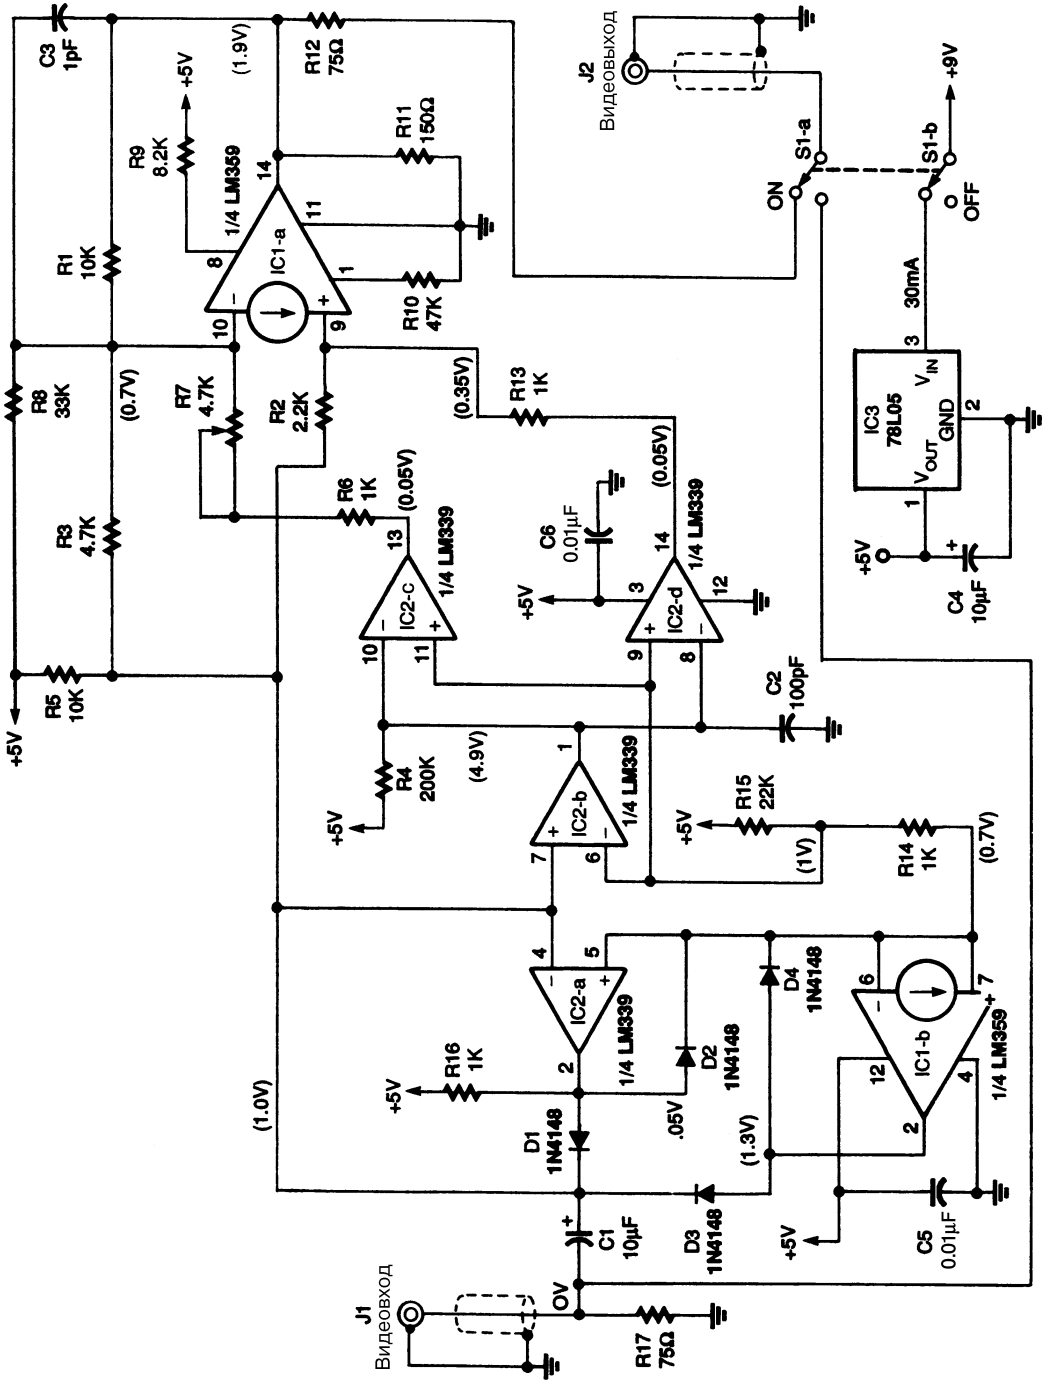 J1
Видеовход
R17
75Ω
0V
C1
10µF
+
D3
1N4148
D1
1N4148
R16
1K
+5V
(1.0V)
2
IC2-a
1/4 LM339
4
5
−
+
.05V
D2
1N4148
D4
1N4148
(1.3V)
+5V
C5
0.01µF
2
12
4
IC1-b
1/4 LM359
6
7
−
+
(0.7V)
R14
1K
(1V)
R15
22K
+5V
7
6
+
−
IC2-b
1
1/4 LM339
(4.9V)
R4
200K
+5V
C2
100pF
10
11
−
+
IC2-c
13
1/4 LM339
9
8
+
−
IC2-d
3
12
14
1/4 LM339
+5V
C6
0.01µF
(0.05V)
R6
1K
(0.05V)
R13
1K
(0.35V)
+5V
R5
10K
R3
4.7K
R8
33K
(0.7V)
R7
4.7K
R2
2.2K
R1
10K
C3
1pF
10
9
−
+
IC1-a
1/4 LM359
8
1
11
14
R9
8.2K
+5V
R10
47K
R11
150Ω
(1.9V)
R12
75Ω
J2
Видеовыход
S1-a
ON
S1-b
OFF
+9V
30mA
IC3
78L05
VIN
VOUT
GND
3
2
1
+5V
C4
10µF
+